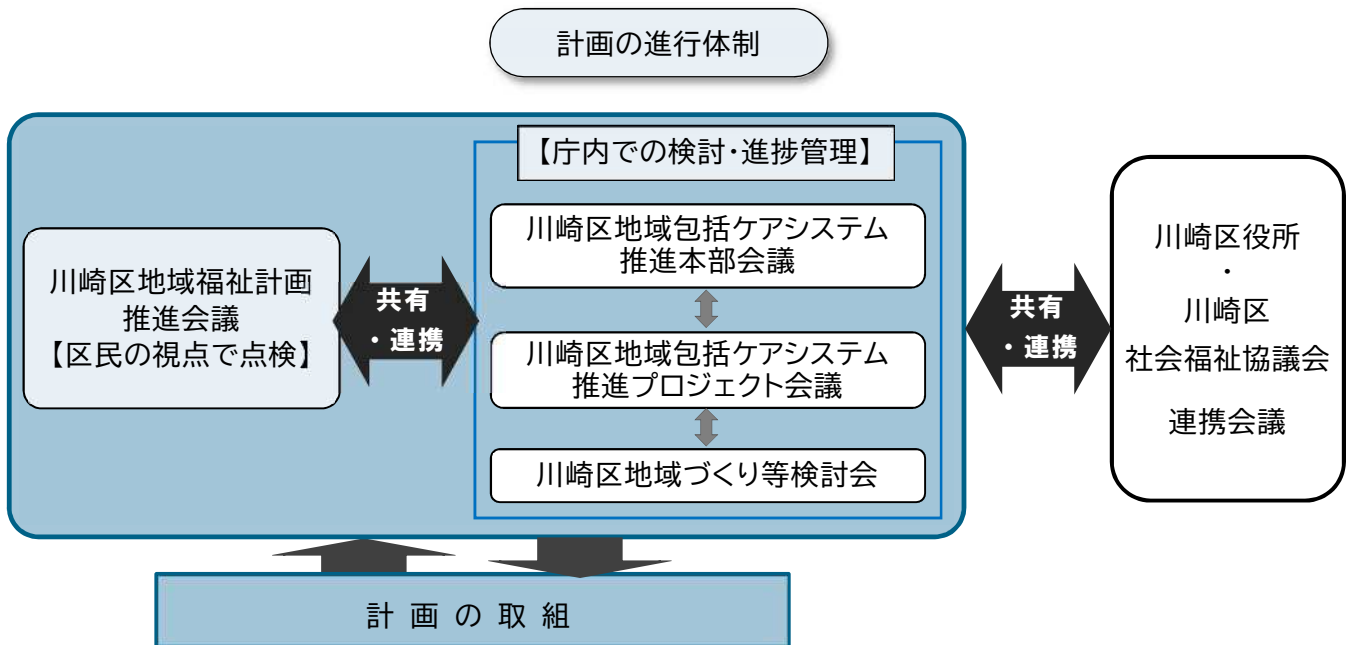 計画の進行体制
【庁内での検討・進捗管理】
川崎区地域福祉計画
推進会議
【区民の視点で点検】
共有
・連携
川崎区地域包括ケアシステム
推進本部会議
川崎区地域包括ケアシステム
推進プロジェクト会議
川崎区地域づくり等検討会
共有
・連携
川崎区役所
・
川崎区
社会福祉協議会
連携会議
計画の取組